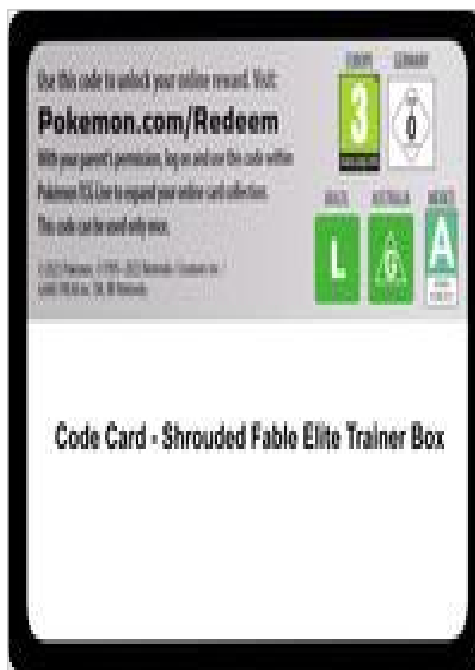 Use this code to unlock your online reward. Visit:
Pokemon.com/Redeem
With your parent's permission, log on and use this code within
Pokémon TCG Live to expand your online card collection.
This code can be used only once.
EUROPE GERMANY
3 0
BRAZIL AUSTRALIA MEXICO
L G A
Code Card - Shrouded Fable Elite Trainer Box